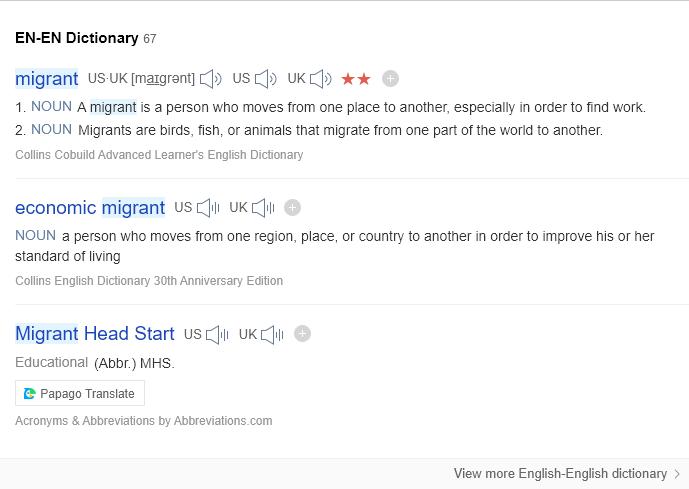 EN-EN Dictionary 67
migrant US·UK [maɪgrənt] US UK ★★
1. NOUN A migrant is a person who moves from one place to another, especially in order to find work.
2. NOUN Migrants are birds, fish, or animals that migrate from one part of the world to another.
Collins Cobuild Advanced Learner's English Dictionary
economic migrant US UK
NOUN a person who moves from one region, place, or country to another in order to improve his or her
standard of living
Collins English Dictionary 30th Anniversary Edition
Migrant Head Start US UK
Educational (Abbr.) MHS.
Papago Translate
Acronyms & Abbreviations by Abbreviations.com
View more English-English dictionary >